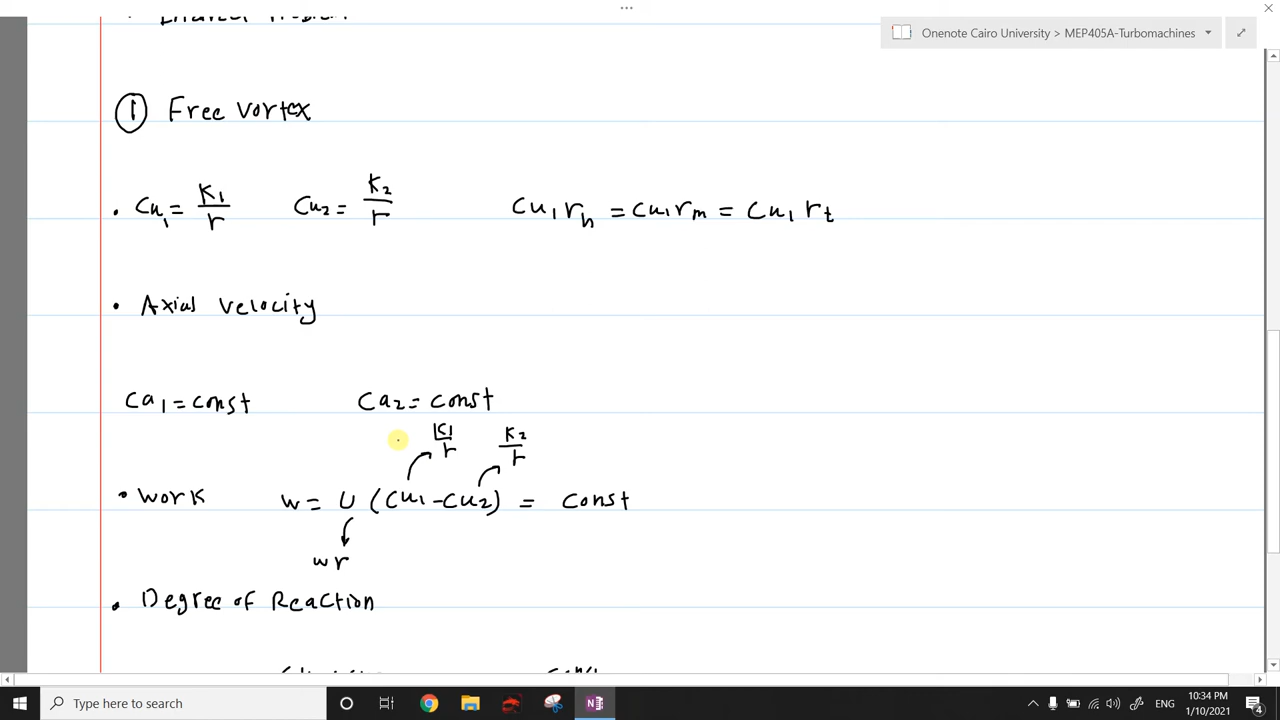 Onenote Cairo University > MEP405A-Turbomachines
① Free Vortex
• Cu₁ = K₁/r    Cu₂ = K₂/r    Cu₁ rₕ = Cu₁ rₘ = Cu₁ rₜ
• Axial Velocity
Ca₁ = const    Ca₂ = const
K₁/r    K₂/r
• Work    w = U (Cu₁ - Cu₂) = Const
wr
• Degree of Reaction
Type here to search
10:34 PM
ENG
1/10/2021
4